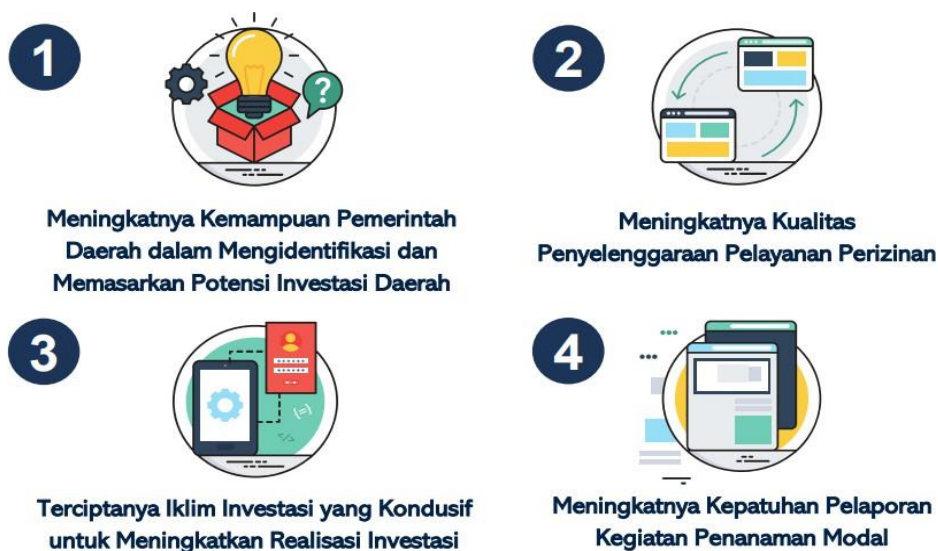 1
Meningkatnya Kemampuan Pemerintah
Daerah dalam Mengidentifikasi dan
Memasarkan Potensi Investasi Daerah
2
Meningkatnya Kualitas
Penyelenggaraan Pelayanan Perizinan
3
Terciptanya Iklim Investasi yang Kondusif
untuk Meningkatkan Realisasi Investasi
4
Meningkatnya Kepatuhan Pelaporan
Kegiatan Penanaman Modal